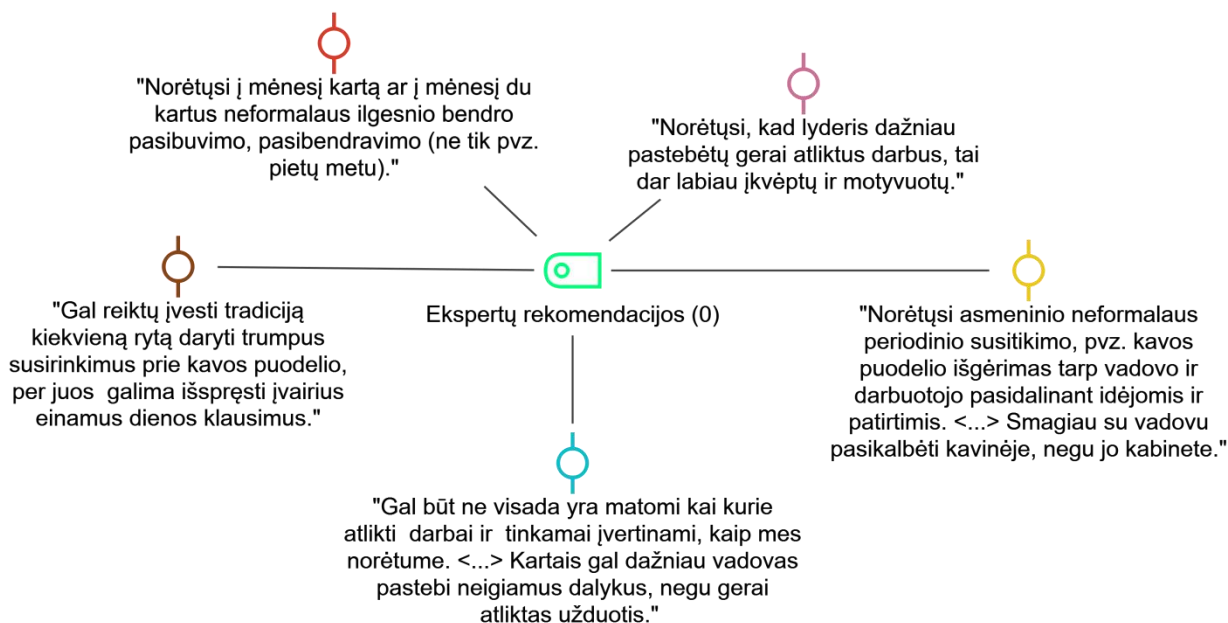 "Norėtųsi į mėnesį kartą ar į mėnesį du
kartus neformalaus ilgesnio bendro
pasibuvimo, pasibendravimo (ne tik pvz.
pietų metu)."
"Norėtųsi, kad lyderis dažniau
pastebėtų gerai atliktus darbus, tai
dar labiau įkvėptų ir motyvuotų."
"Gal reiktų įvesti tradiciją
kiekvieną rytą daryti trumpus
susirinkimus prie kavos puodelio,
per juos  galima išspręsti įvairius
einamus dienos klausimus."
Ekspertų rekomendacijos (0)
"Norėtųsi asmeninio neformalaus
periodinio susitikimo, pvz. kavos
puodelio išgėrimas tarp vadovo ir
darbuotojo pasidalinant idėjomis ir
patirtimis. <...> Smagiau su vadovu
pasikalbėti kavinėje, negu jo kabinete."
"Gal būt ne visada yra matomi kai kurie
atlikti  darbai ir  tinkamai įvertinami, kaip mes
norėtume. <...> Kartais gal dažniau vadovas
pastebi neigiamus dalykus, negu gerai
atliktas užduotis."